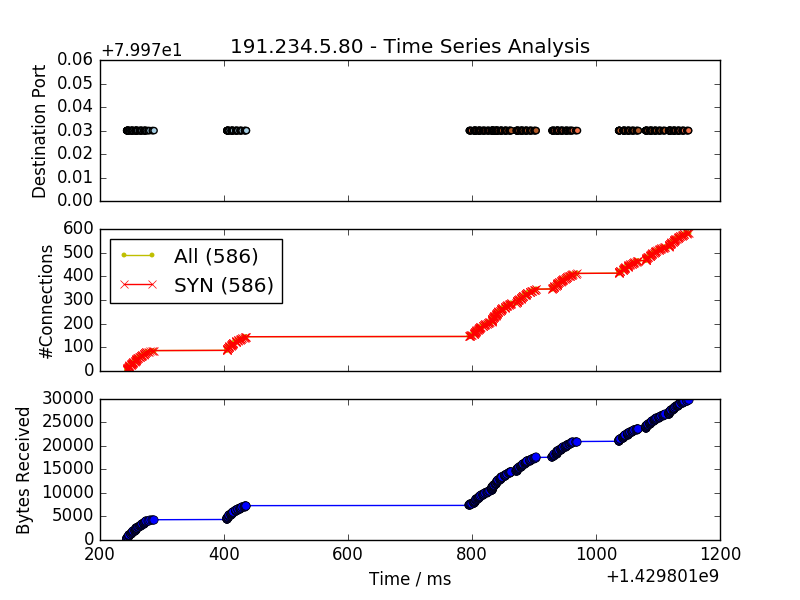 191.234.5.80 - Time Series Analysis
+7.997e1
0.06
0.05
0.04
0.03
0.02
0.01
0.00
Destination Port
600
500
400
300
200
100
0
#Connections
All (586)
SYN (586)
30000
25000
20000
15000
10000
5000
0
Bytes Received
200 400 600 800 1000 1200
Time / ms
+1.429801e9